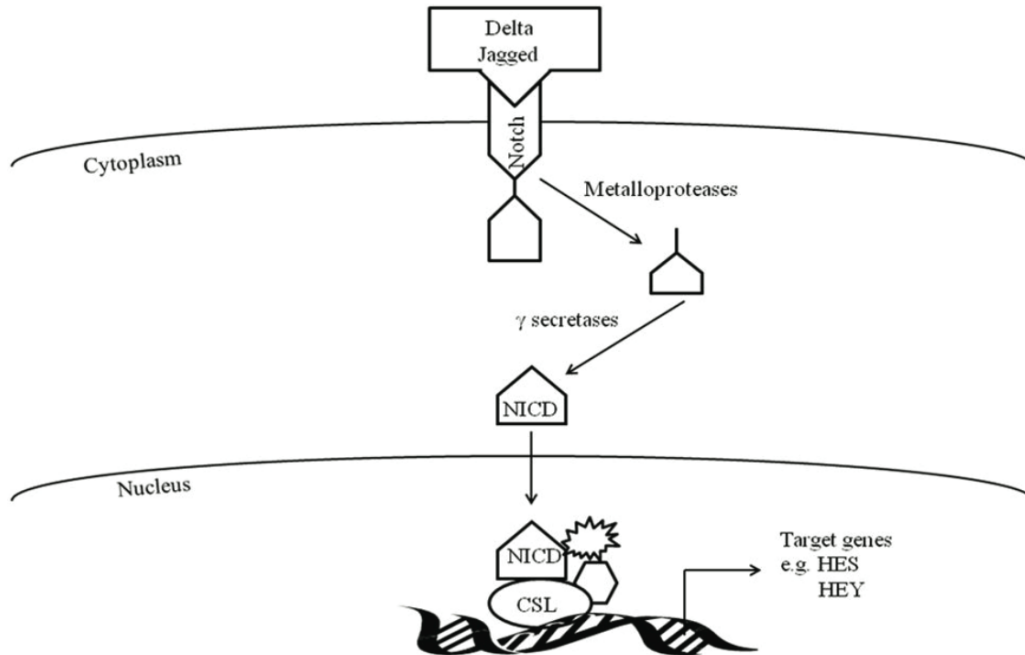 Delta
Jagged
Notch
Cytoplasm
Metalloproteases
γ secretases
NICD
Nucleus
NICD
CSL
Target genes
e.g. HES
HEY